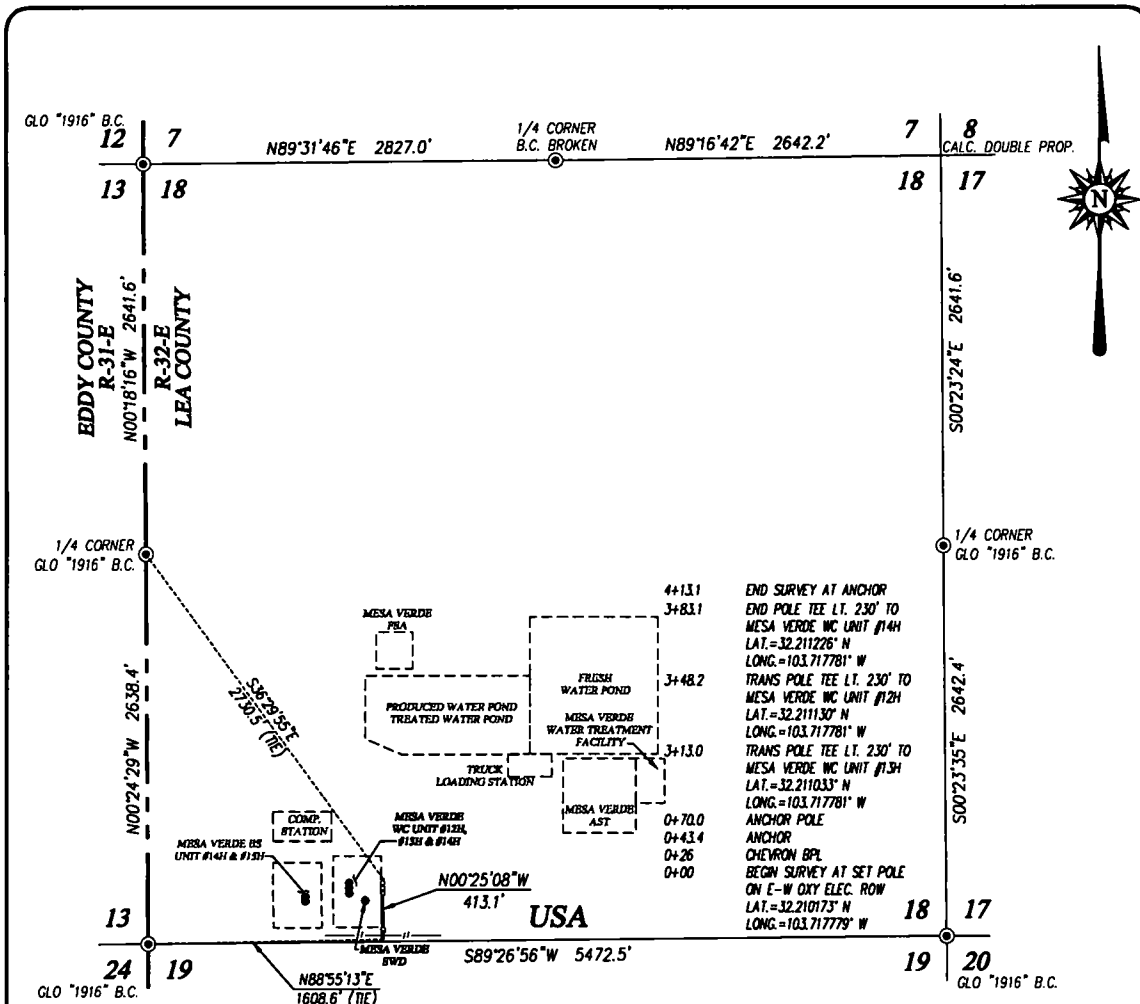 GLO "1916" B.C.
12 7
N89°31'46"E 2827.0'
1/4 CORNER
B.C. BROKEN
N89°16'42"E 2642.2'
7 8
CALC. DOUBLE PROP.
13 18
18 17
N
EDDY COUNTY
R-31-E
R-32-E
LEA COUNTY
N00°18'16"W 2641.6'
S00°23'24"E 2641.6'
1/4 CORNER
GLO "1916" B.C.
1/4 CORNER
GLO "1916" B.C.
N00°24'29"W 2638.4'
S36°29'55"E
2730.5' (TIE)
MESA VERDE
FBA
PRODUCED WATER POND
TREATED WATER POND
FRESH
WATER POND
MESA VERDE
WATER TREATMENT
FACILITY
TRUCK
LOADING STATION
MESA VERDE
AST
COMP.
STATION
MESA VERDE BS
UNIT #14H & #15H
MESA VERDE
WC UNIT #12H,
#13H & #14H
MESA VERDE
SWD
4+13.1 END SURVEY AT ANCHOR
3+83.1 END POLE TEE LT. 230' TO
MESA VERDE WC UNIT #14H
LAT.=32.211226° N
LONG.=103.717781° W
3+48.2 TRANS POLE TEE LT. 230' TO
MESA VERDE WC UNIT #12H
LAT.=32.211130° N
LONG.=103.717781° W
3+13.0 TRANS POLE TEE LT. 230' TO
MESA VERDE WC UNIT #13H
LAT.=32.211033° N
LONG.=103.717781° W
0+70.0 ANCHOR POLE
0+43.4 ANCHOR
0+26 CHEVRON BPL
0+00 BEGIN SURVEY AT SET POLE
ON E-W OXY ELEC. ROW
LAT.=32.210173° N
LONG.=103.717779° W
S00°23'35"E 2642.4'
N00°25'08"W
413.1'
USA
13
18 17
S89°26'56"W 5472.5'
24 19
19 20
N88°55'13"E
1608.6' (TIE)
GLO "1916" B.C.
GLO "1916" B.C.